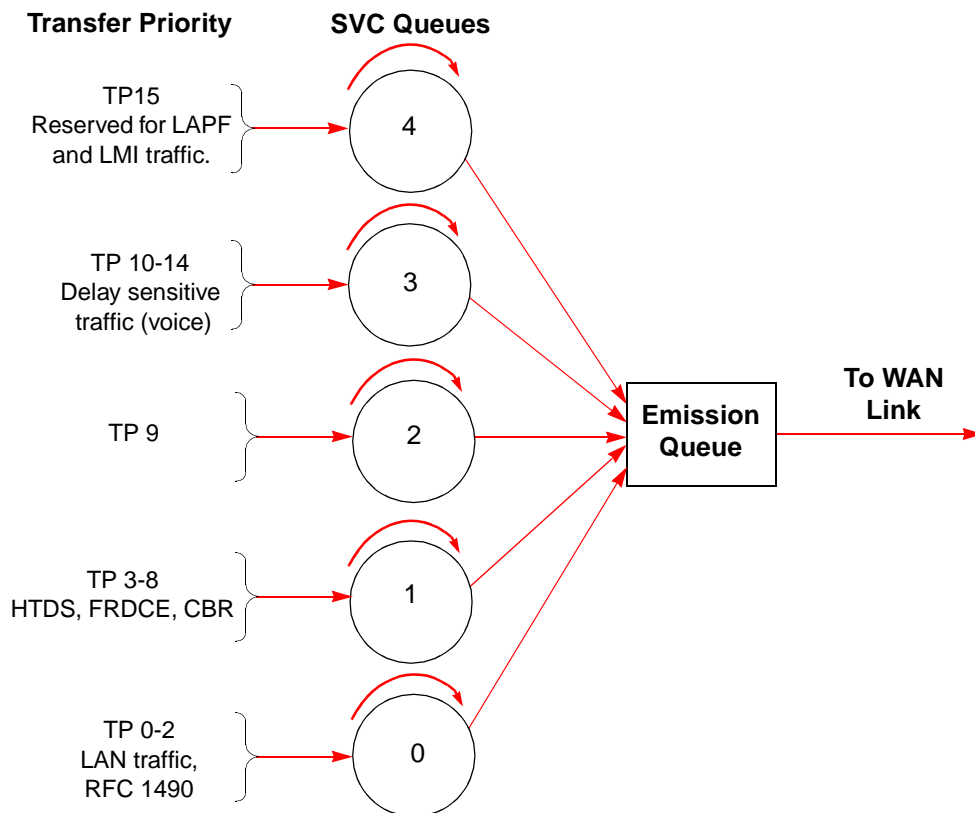 Transfer Priority
SVC Queues
TP15
Reserved for LAPF
and LMI traffic.
4
TP 10-14
Delay sensitive
traffic (voice)
3
TP 9
2
Emission
Queue
To WAN
Link
TP 3-8
HTDS, FRDCE, CBR
1
TP 0-2
LAN traffic,
RFC 1490
0